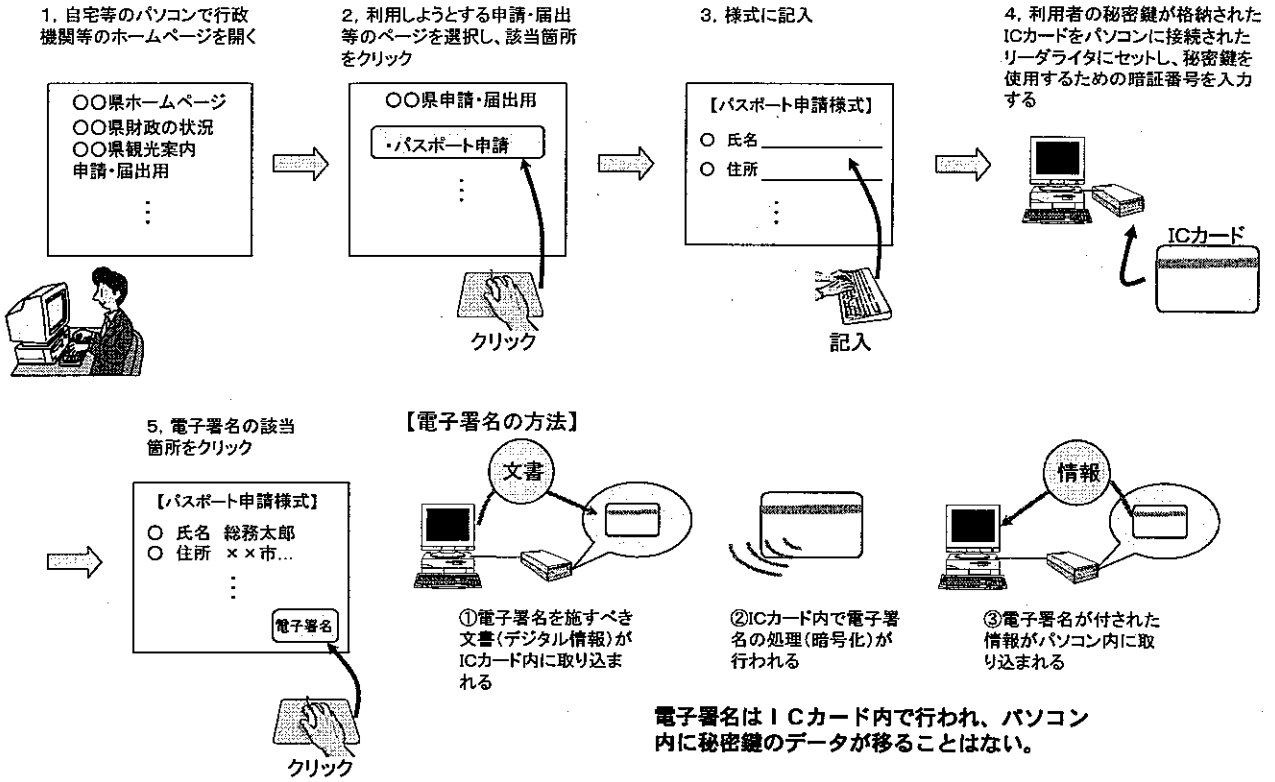 1, 自宅等のパソコンで行政
機関等のホームページを開く
〇〇県ホームページ
〇〇県財政の状況
〇〇県観光案内
申請・届出用
⋮
2, 利用しようとする申請・届出
等のページを選択し、該当箇所
をクリック
〇〇県申請・届出用
・パスポート申請
⋮
クリック
3, 様式に記入
【パスポート申請様式】
〇 氏名
〇 住所
⋮
記入
4, 利用者の秘密鍵が格納された
ICカードをパソコンに接続された
リーダライタにセットし、秘密鍵を
使用するための暗証番号を入力
する
ICカード
5, 電子署名の該当
箇所をクリック
【パスポート申請様式】
〇 氏名 総務太郎
〇 住所 ××市...
⋮
電子署名
クリック
【電子署名の方法】
文書
①電子署名を施すべき
文書(デジタル情報)が
ICカード内に取り込ま
れる
②ICカード内で電子署
名の処理(暗号化)が
行われる
情報
③電子署名が付された
情報がパソコン内に取
り込まれる
電子署名はICカード内で行われ、パソコン
内に秘密鍵のデータが移ることはない。